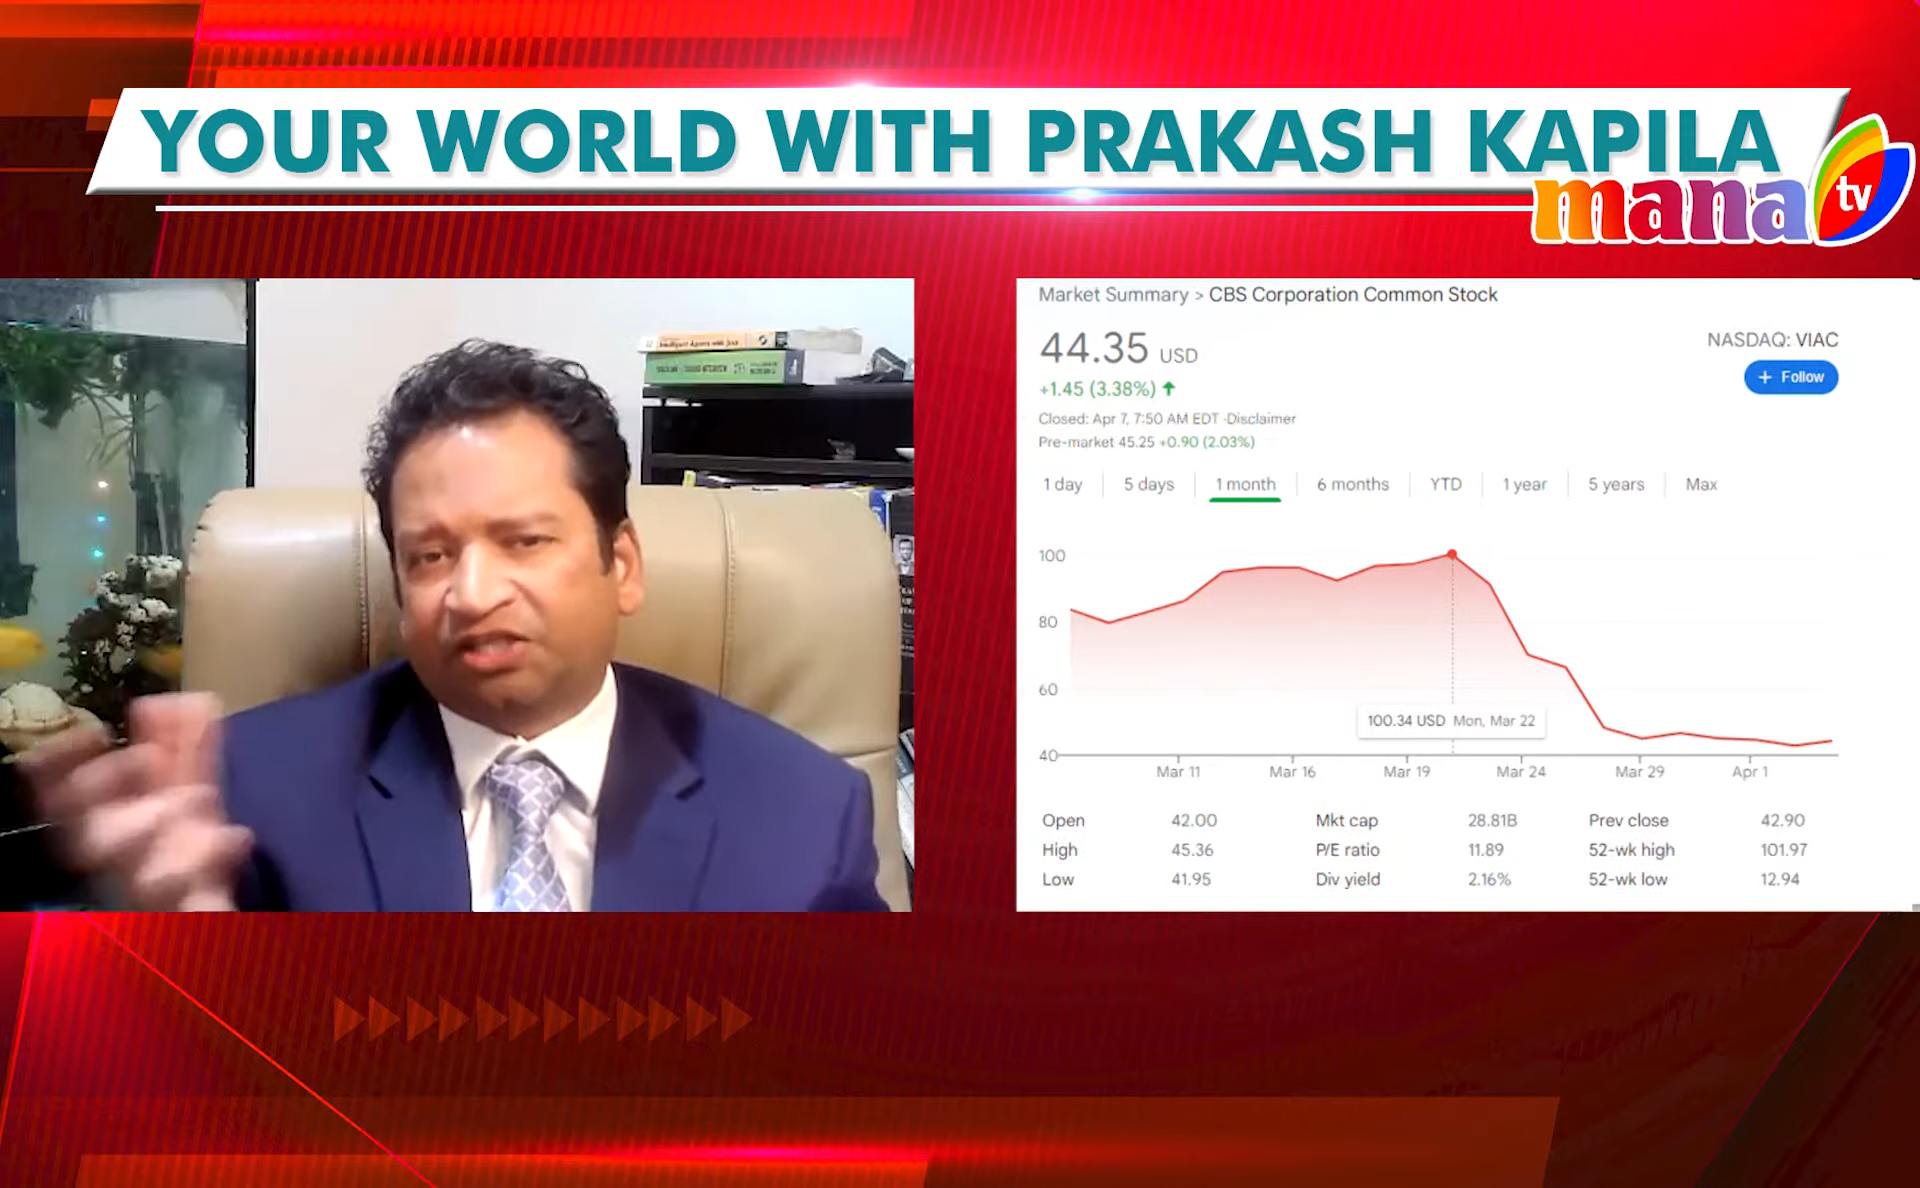 YOUR WORLD WITH PRAKASH KAPILA
mana tv
Market Summary > CBS Corporation Common Stock
44.35 USD
NASDAQ: VIAC
+1.45 (3.38%) ↑
+ Follow
Closed: Apr 7, 7:50 AM EDT ·Disclaimer
Pre-market 45.25 +0.90 (2.03%)
1 day 5 days 1 month 6 months YTD 1 year 5 years Max
100
80
60
40
100.34 USD Mon, Mar 22
Mar 11 Mar 16 Mar 19 Mar 24 Mar 29 Apr 1
Open 42.00 Mkt cap 28.81B Prev close 42.90
High 45.36 P/E ratio 11.89 52-wk high 101.97
Low 41.95 Div yield 2.16% 52-wk low 12.94